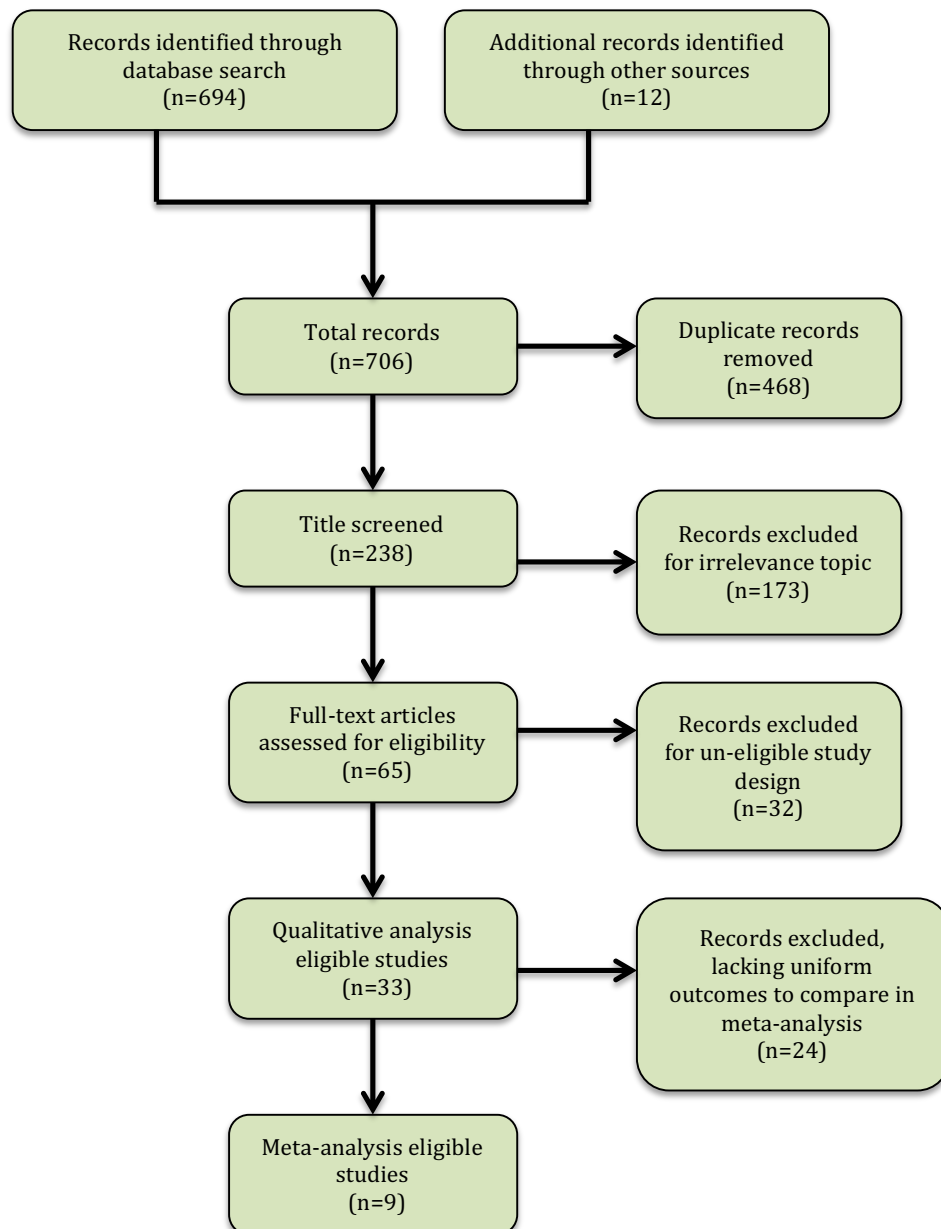 Records identified through
database search
(n=694)
Additional records identified
through other sources
(n=12)
Total records
(n=706)
Duplicate records
removed
(n=468)
Title screened
(n=238)
Records excluded
for irrelevance topic
(n=173)
Full-text articles
assessed for eligibility
(n=65)
Records excluded
for un-eligible study
design
(n=32)
Qualitative analysis
eligible studies
(n=33)
Records excluded,
lacking uniform
outcomes to compare in
meta-analysis
(n=24)
Meta-analysis eligible
studies
(n=9)